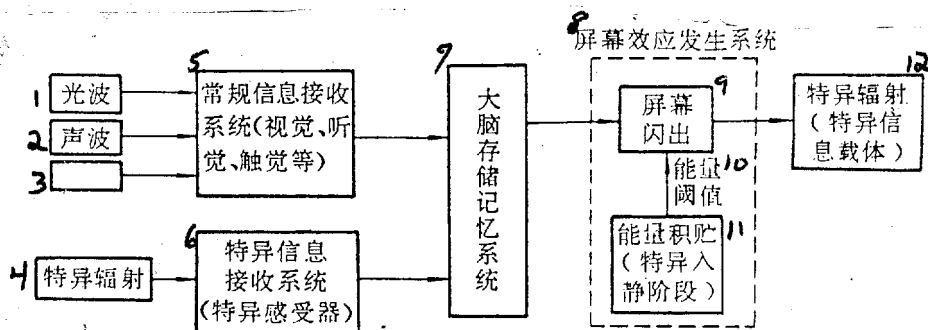 1
光波
2
声波
3
4
特异辐射
5
常规信息接收
系统(视觉、听
觉、触觉等)
6
特异信息
接收系统
(特异感受器)
7
大脑存储记忆系统
8
屏幕效应发生系统
9
屏幕
闪出
能量
阈值
10
能量积贮
(特异入
静阶段)
11
12
特异辐射
(特异信
息载体)